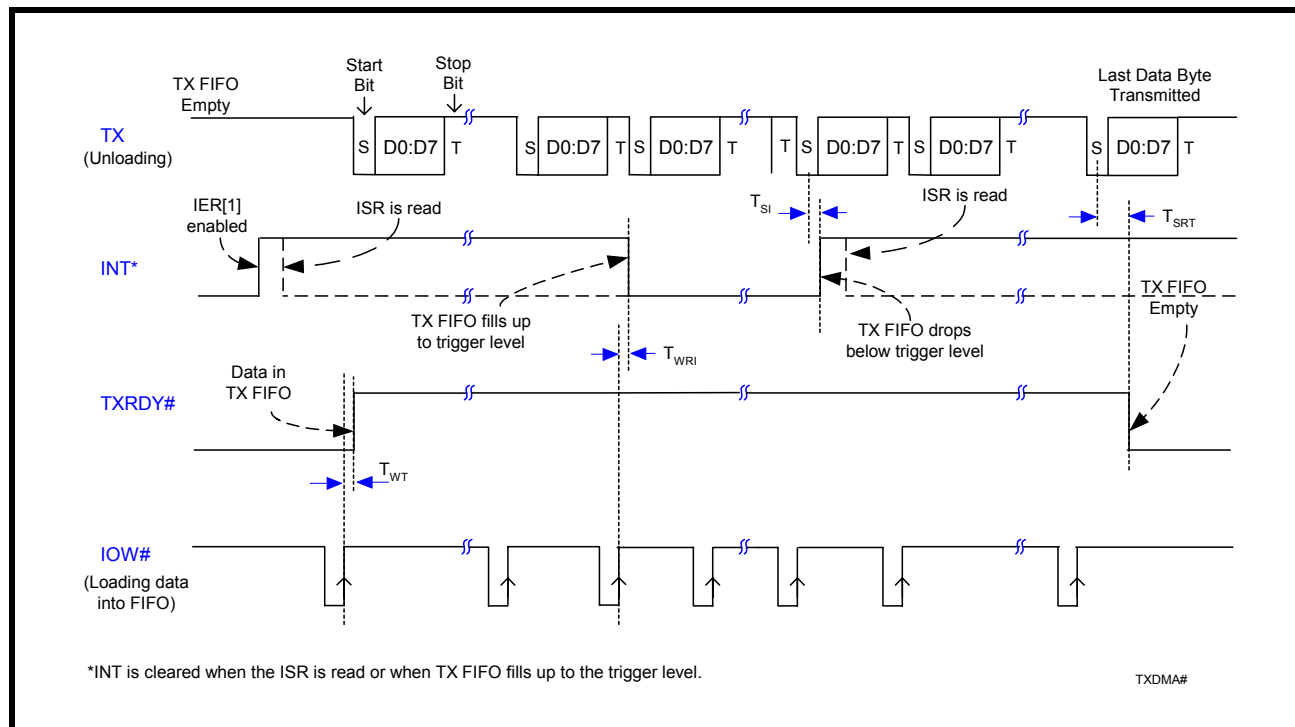 TX FIFO
Empty
Start
Bit
Stop
Bit
Last Data Byte
Transmitted
TX
(Unloading)
S D0:D7 T S D0:D7 T S D0:D7 T T S D0:D7 T S D0:D7 T S D0:D7 T
IER[1]
enabled
ISR is read
TSI
ISR is read
TSRT
INT*
TX FIFO fills up
to trigger level
TX FIFO drops
below trigger level
TX FIFO
Empty
TWRI
Data in
TX FIFO
TXRDY#
TWT
IOW#
(Loading data
into FIFO)
*INT is cleared when the ISR is read or when TX FIFO fills up to the trigger level.
TXDMA#